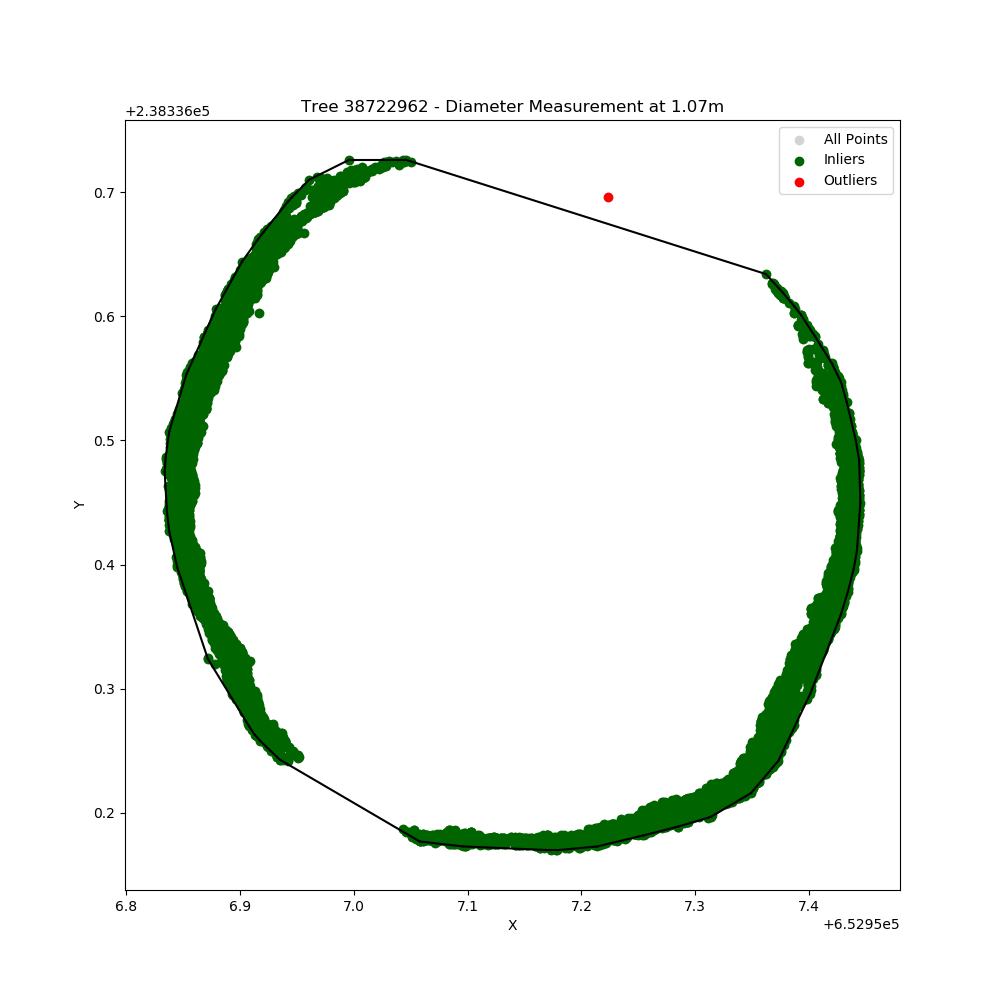 Tree 38722962 - Diameter Measurement at 1.07m
+2.38336e5
All Points
Inliers
Outliers
0.7
0.6
0.5
0.4
0.3
0.2
Y
6.8 6.9 7.0 7.1 7.2 7.3 7.4
X
+6.5295e5